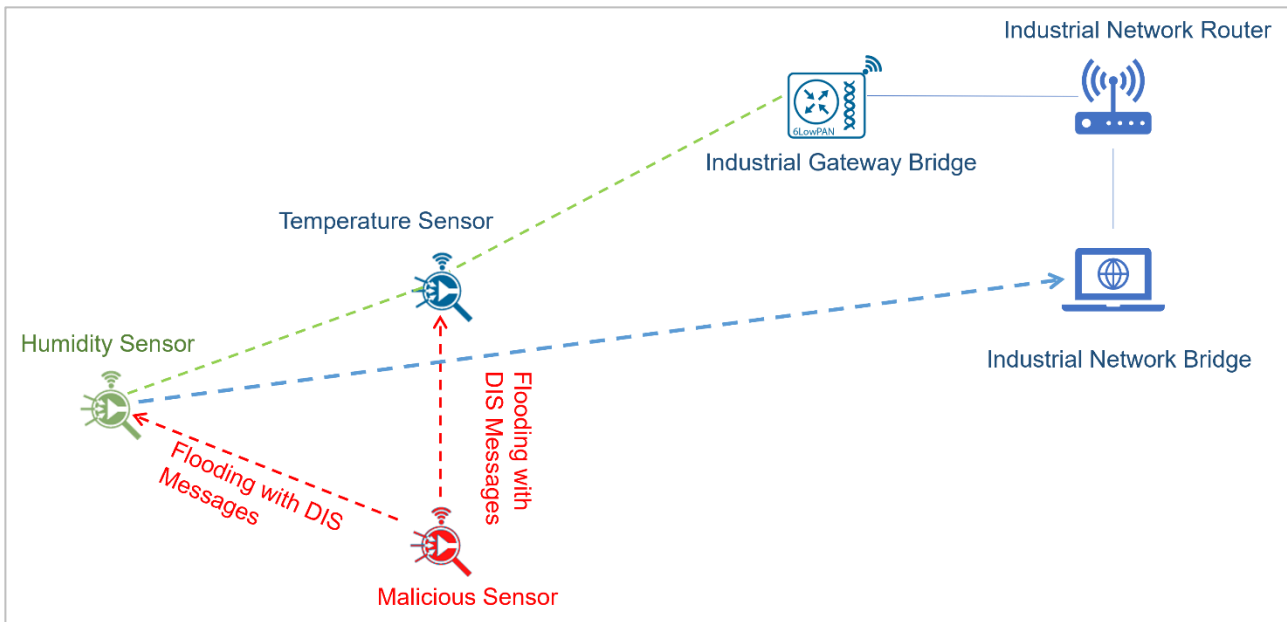 Industrial Network Router
6LowPAN
Industrial Gateway Bridge
Temperature Sensor
Humidity Sensor
Industrial Network Bridge
Flooding with
DIS Messages
Flooding with DIS
Messages
Malicious Sensor